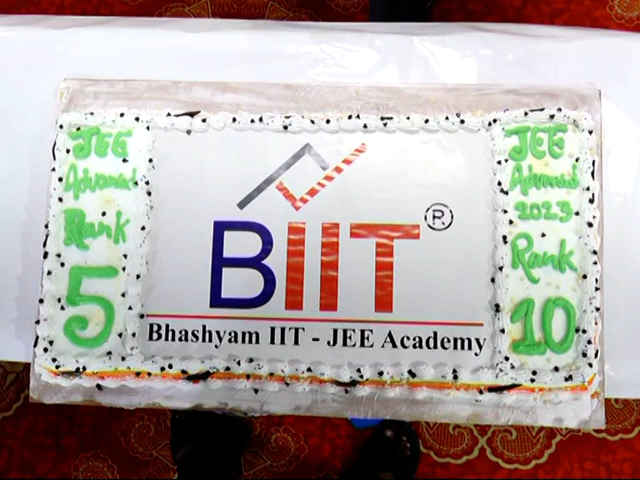 JEE
Advanced
Rank
5
BIIT®
Bhashyam IIT - JEE Academy
JEE
Advanced
2023
Rank
10